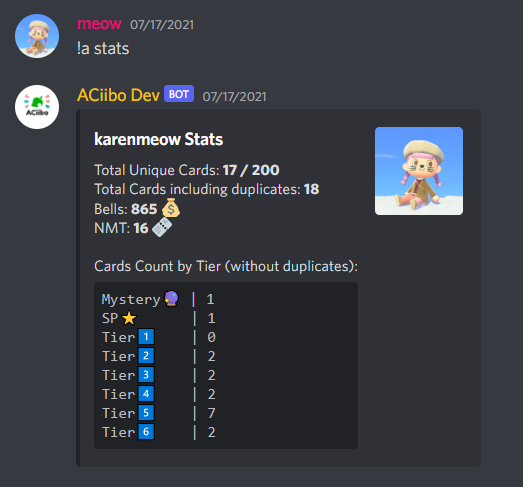 meow 07/17/2021
!a stats
ACiibo
ACiibo Dev BOT 07/17/2021
karenmeow Stats
Total Unique Cards: 17 / 200
Total Cards including duplicates: 18
Bells: 865 💰
NMT: 16
Cards Count by Tier (without duplicates):
Mystery🔮 | 1
SP⭐ | 1
Tier1️⃣ | 0
Tier2️⃣ | 2
Tier3️⃣ | 2
Tier4️⃣ | 2
Tier5️⃣ | 7
Tier6️⃣ | 2